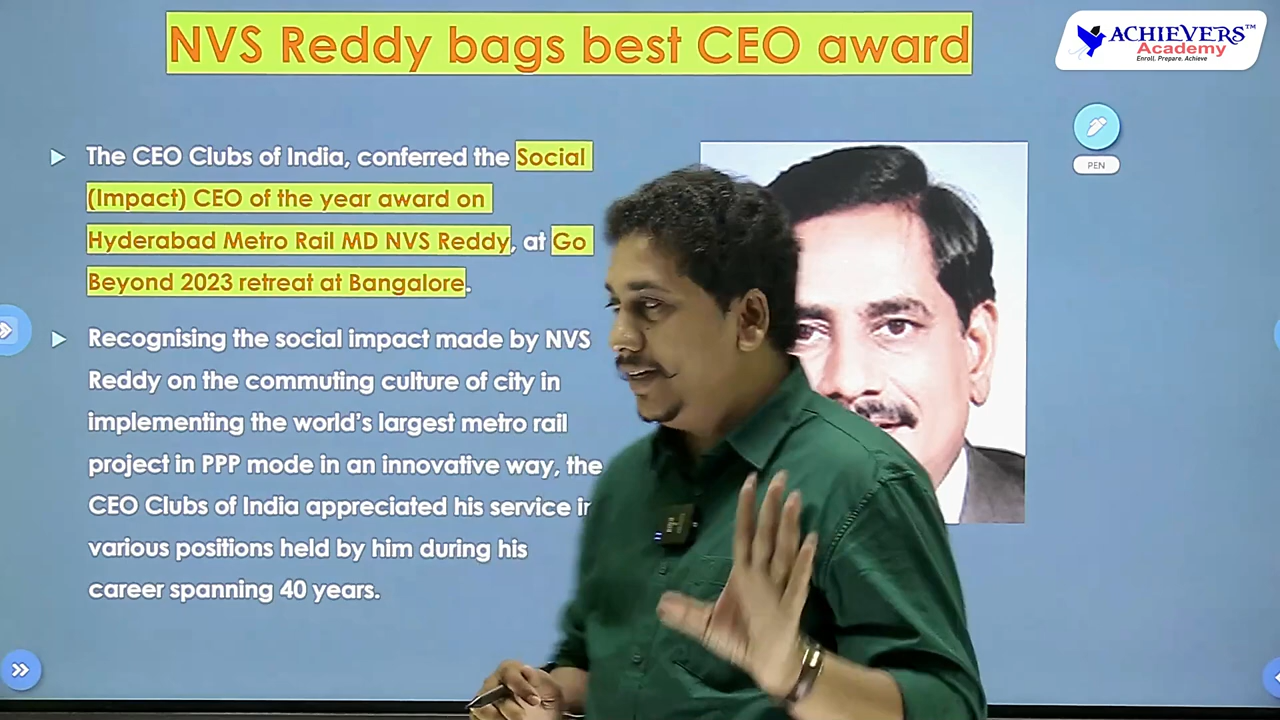 NVS Reddy bags best CEO award
ACHIEVERS™
Academy
Enroll. Prepare. Achieve
PEN
The CEO Clubs of India, conferred the Social
(Impact) CEO of the year award on
Hyderabad Metro Rail MD NVS Reddy, at Go
Beyond 2023 retreat at Bangalore.
Recognising the social impact made by NVS
Reddy on the commuting culture of city in
implementing the world's largest metro rail
project in PPP mode in an innovative way, the
CEO Clubs of India appreciated his service in
various positions held by him during his
career spanning 40 years.